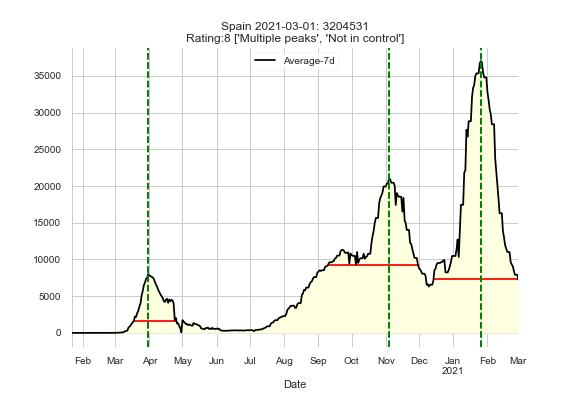 Spain 2021-03-01: 3204531
Rating:8 ['Multiple peaks', 'Not in control']
Average-7d
35000
30000
25000
20000
15000
10000
5000
0
Feb Mar Apr May Jun Jul Aug Sep Oct Nov Dec Jan Feb Mar
2021
Date